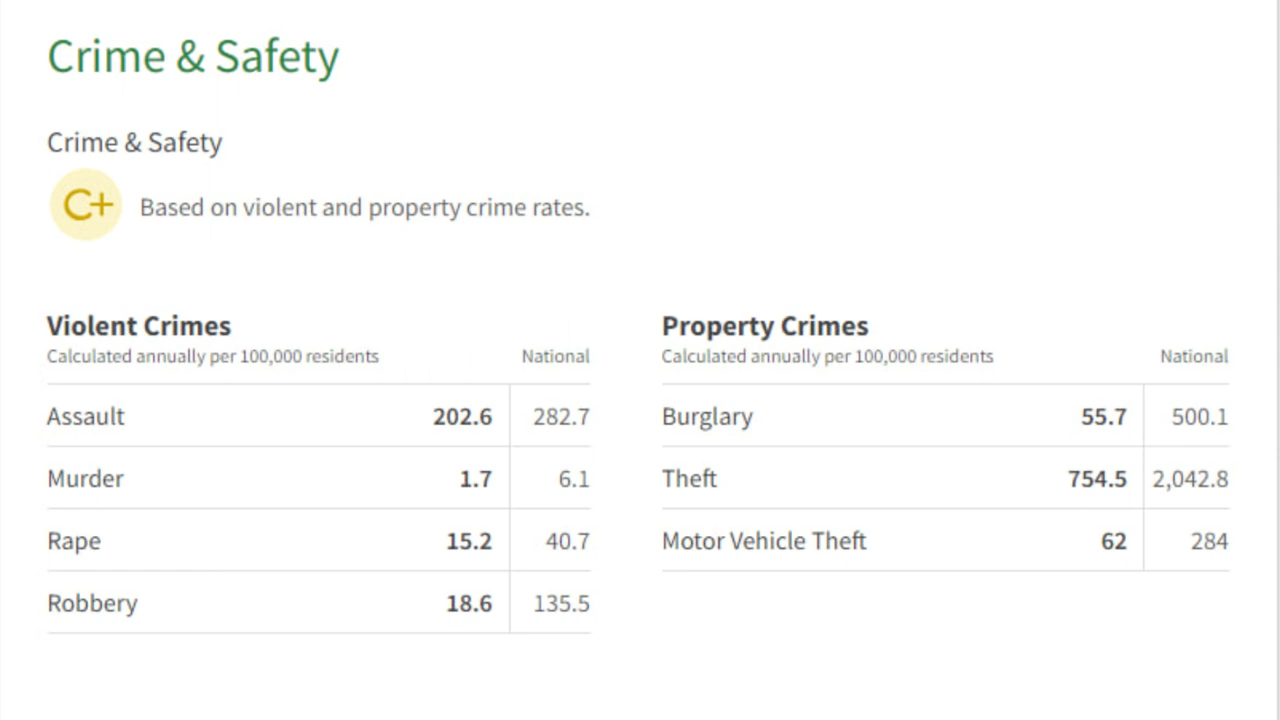 Crime & Safety
Crime & Safety
C+ Based on violent and property crime rates.
Violent Crimes
Calculated annually per 100,000 residents National
Assault 202.6 282.7
Murder 1.7 6.1
Rape 15.2 40.7
Robbery 18.6 135.5
Property Crimes
Calculated annually per 100,000 residents National
Burglary 55.7 500.1
Theft 754.5 2,042.8
Motor Vehicle Theft 62 284